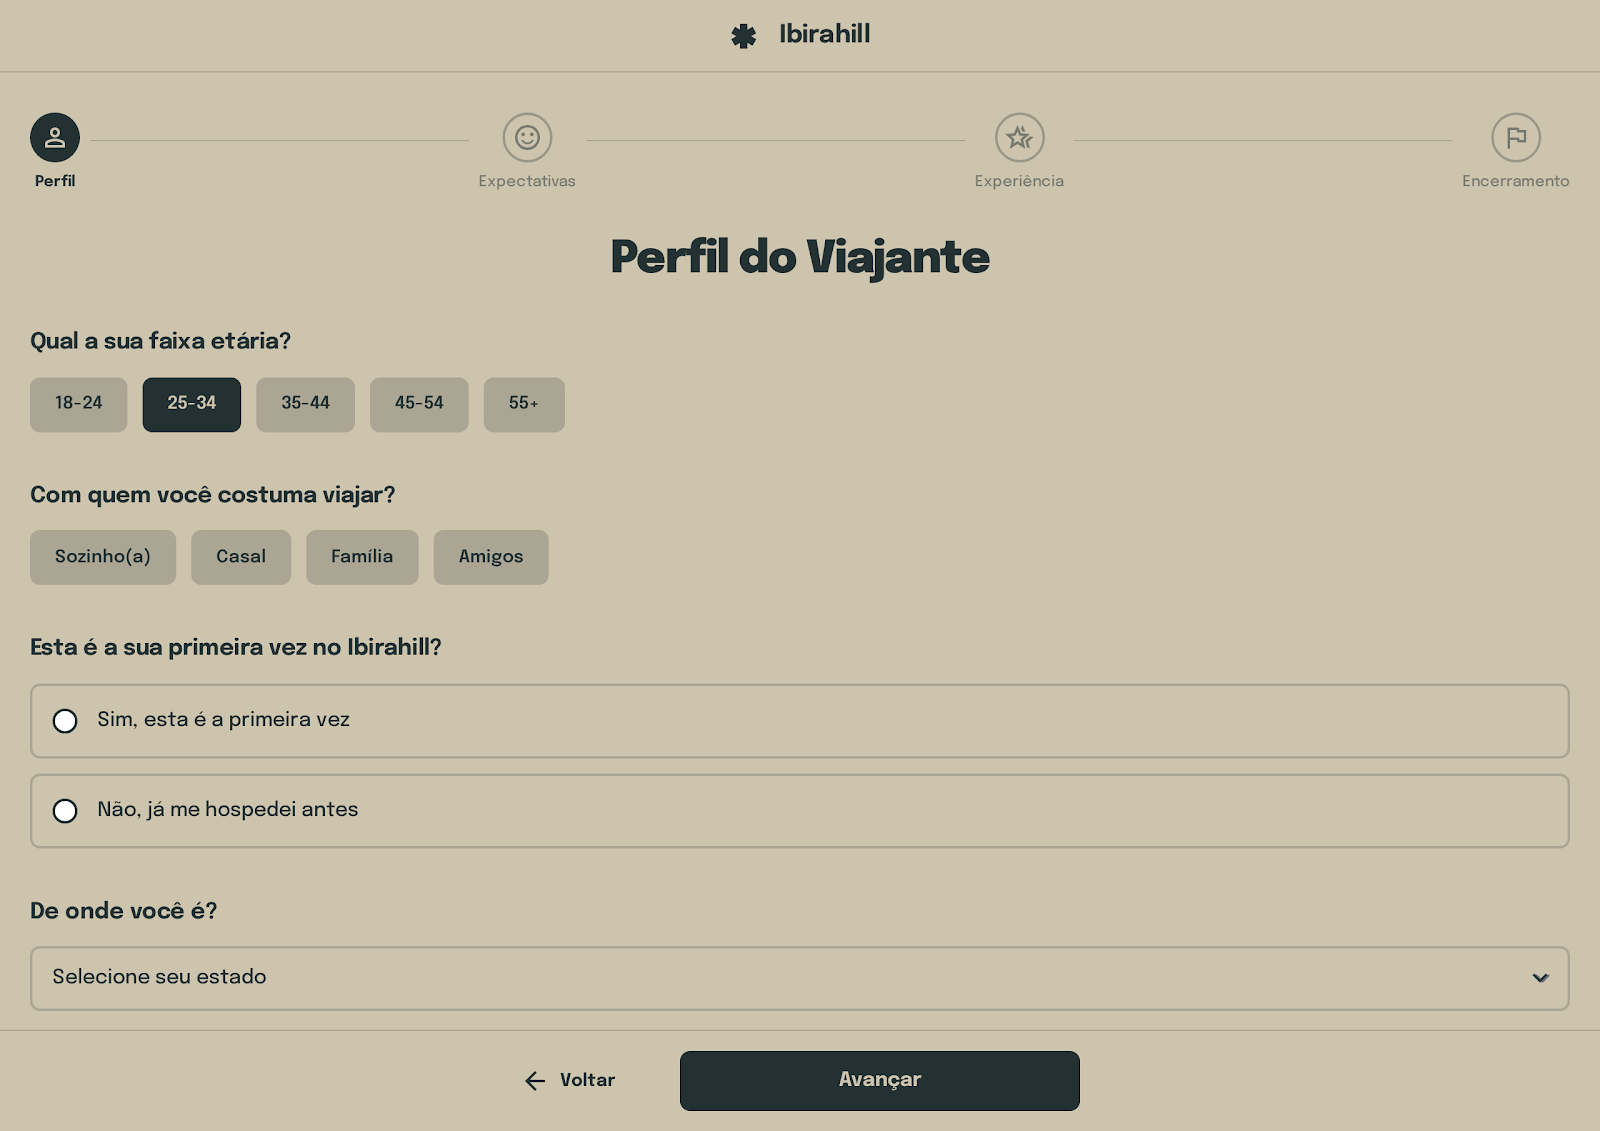 Ibirahill
Perfil
Expectativas
Experiência
Encerramento
Perfil do Viajante
Qual a sua faixa etária?
18-24
25-34
35-44
45-54
55+
Com quem você costuma viajar?
Sozinho(a)
Casal
Família
Amigos
Esta é a sua primeira vez no Ibirahill?
Sim, esta é a primeira vez
Não, já me hospedei antes
De onde você é?
Selecione seu estado
Voltar
Avançar